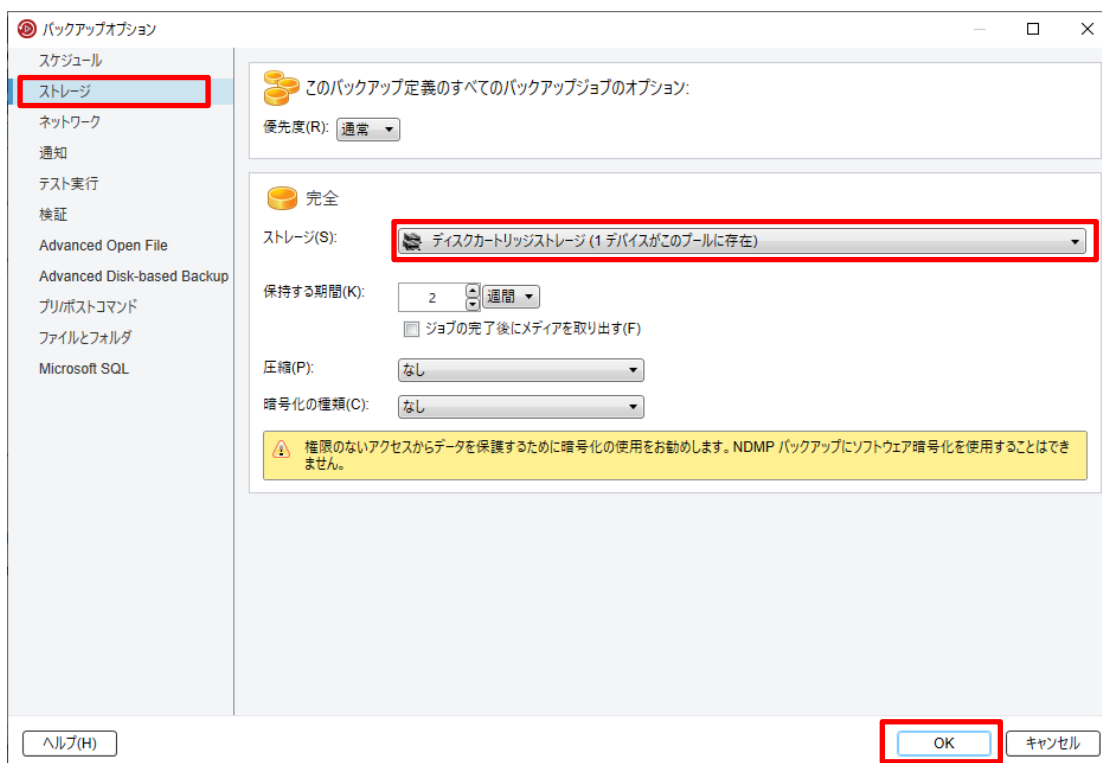 バックアップオプション
スケジュール
ストレージ
ネットワーク
通知
テスト実行
検証
Advanced Open File
Advanced Disk-based Backup
プリ/ポストコマンド
ファイルとフォルダ
Microsoft SQL
このバックアップ定義のすべてのバックアップジョブのオプション:
優先度(R): 通常
完全
ストレージ(S): ディスクカートリッジストレージ (1 デバイスがこのプールに存在)
保持する期間(K): 2 週間
ジョブの完了後にメディアを取り出す(F)
圧縮(P): なし
暗号化の種類(C): なし
権限のないアクセスからデータを保護するために暗号化の使用をお勧めします。NDMP バックアップにソフトウェア暗号化を使用することはでき
ません。
ヘルプ(H) OK キャンセル